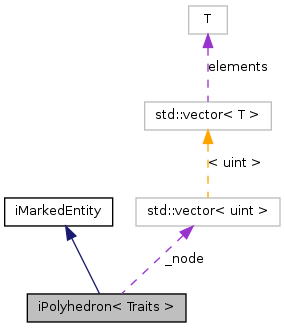 T
elements
std::vector< T >
< uint >
iMarkedEntity
std::vector< uint >
_node
iPolyhedron< Traits >